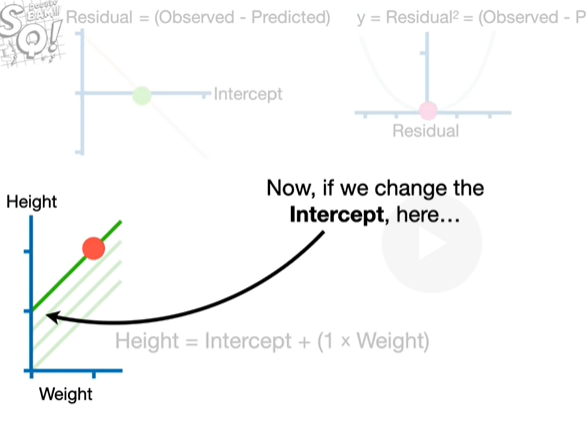 Residual = (Observed - Predicted)
y = Residual² = (Observed - P
Intercept
Residual
Now, if we change the
Intercept, here...
Height
Height = Intercept + (1 × Weight)
Weight